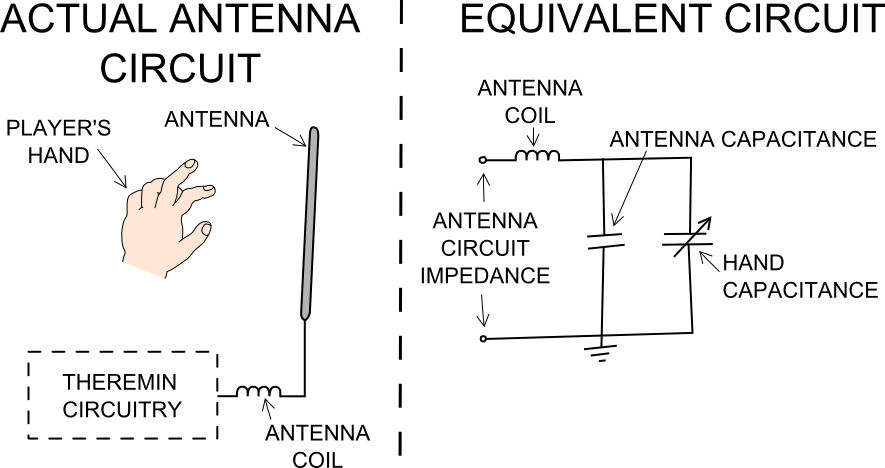 ACTUAL ANTENNA
CIRCUIT
PLAYER'S
HAND
ANTENNA
THEREMIN
CIRCUITRY
ANTENNA
COIL
EQUIVALENT CIRCUIT
ANTENNA
COIL
ANTENNA CAPACITANCE
ANTENNA
CIRCUIT
IMPEDANCE
HAND
CAPACITANCE